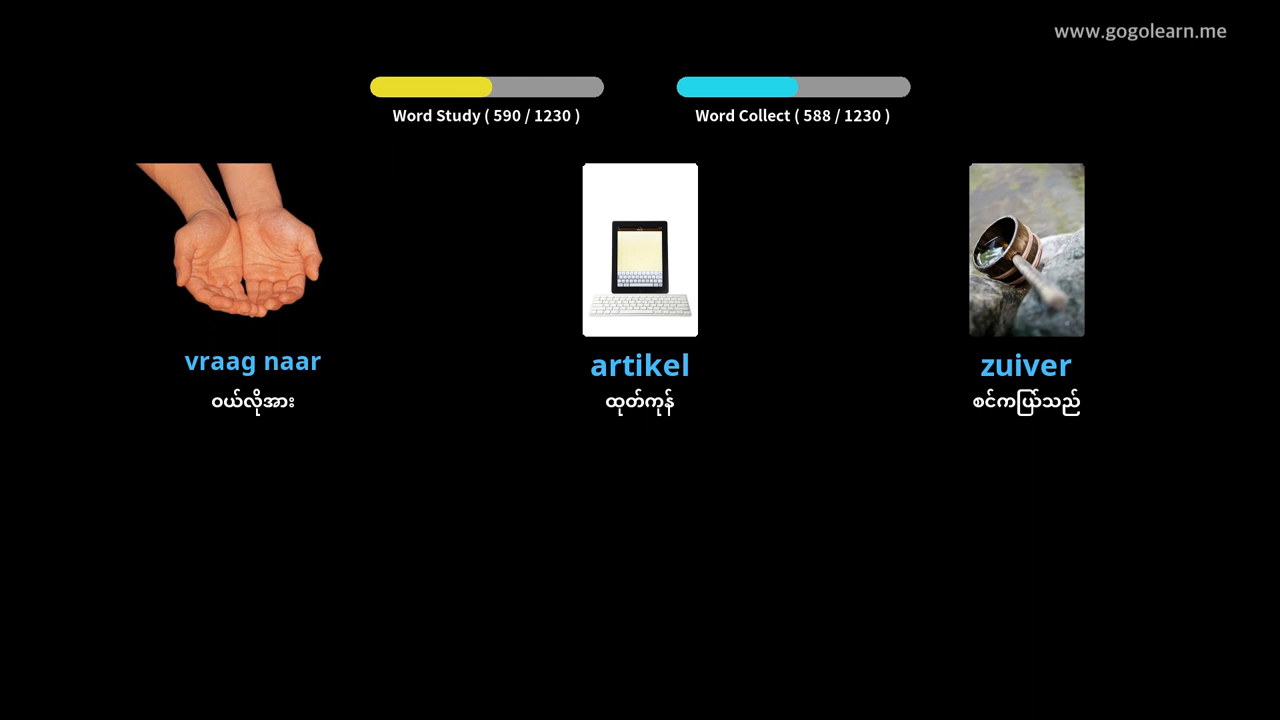 www.gogolearn.me
Word Study ( 590 / 1230 )
Word Collect ( 588 / 1230 )
vraag naar
artikel
zuiver
ဝယ်လိုအား
ထုတ်ကုန်
စင်ကြယ်သည်